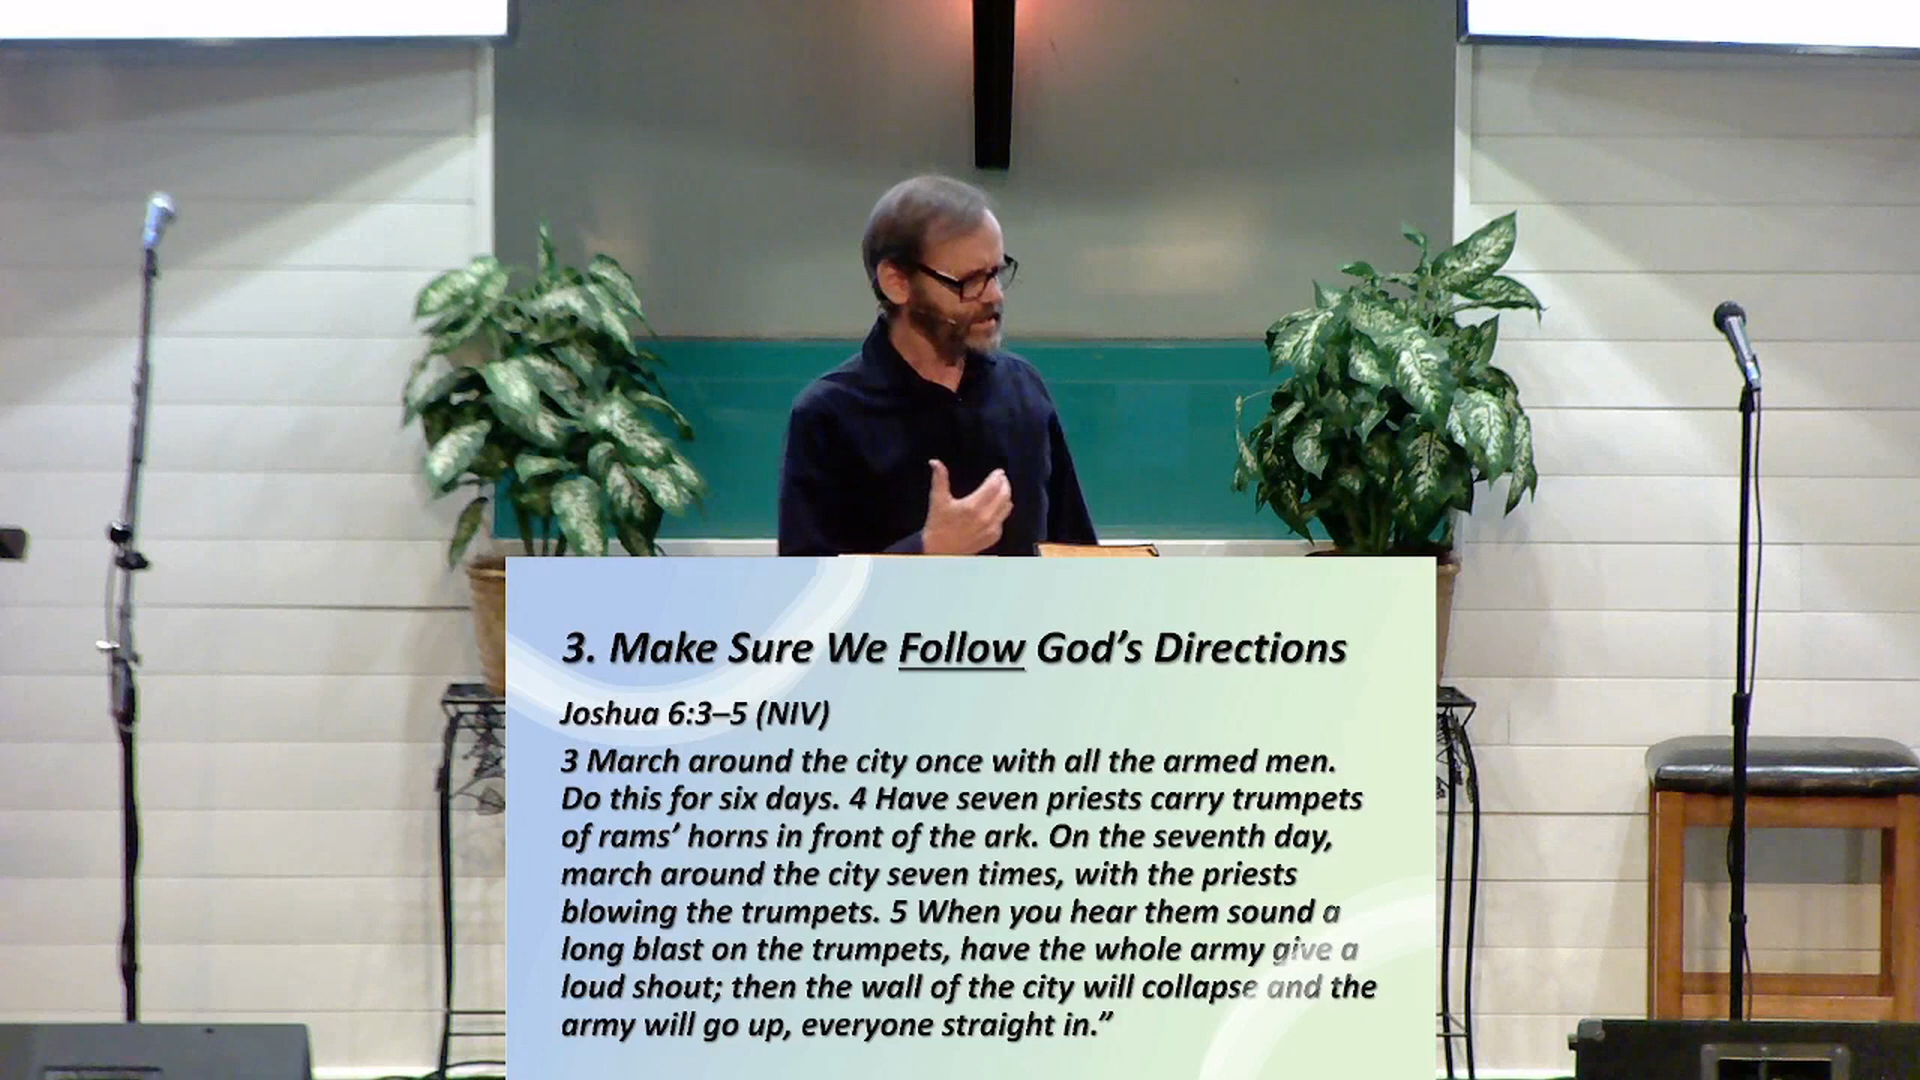 3. Make Sure We Follow God’s Directions
Joshua 6:3–5 (NIV)
3 March around the city once with all the armed men.
Do this for six days. 4 Have seven priests carry trumpets
of rams’ horns in front of the ark. On the seventh day,
march around the city seven times, with the priests
blowing the trumpets. 5 When you hear them sound a
long blast on the trumpets, have the whole army give a
loud shout; then the wall of the city will collapse and the
army will go up, everyone straight in.”